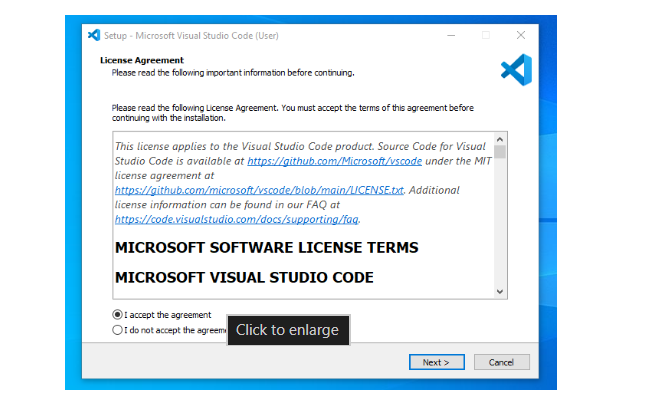 Setup - Microsoft Visual Studio Code (User)
License Agreement
Please read the following important information before continuing.
Please read the following License Agreement. You must accept the terms of this agreement before
continuing with the installation.
This license applies to the Visual Studio Code product. Source Code for Visual
Studio Code is available at https://github.com/Microsoft/vscode under the MIT
license agreement at
https://github.com/microsoft/vscode/blob/main/LICENSE.txt. Additional
license information can be found in our FAQ at
https://code.visualstudio.com/docs/supporting/faq.
MICROSOFT SOFTWARE LICENSE TERMS
MICROSOFT VISUAL STUDIO CODE
I accept the agreement
I do not accept the agreeme
Click to enlarge
Next >
Cancel